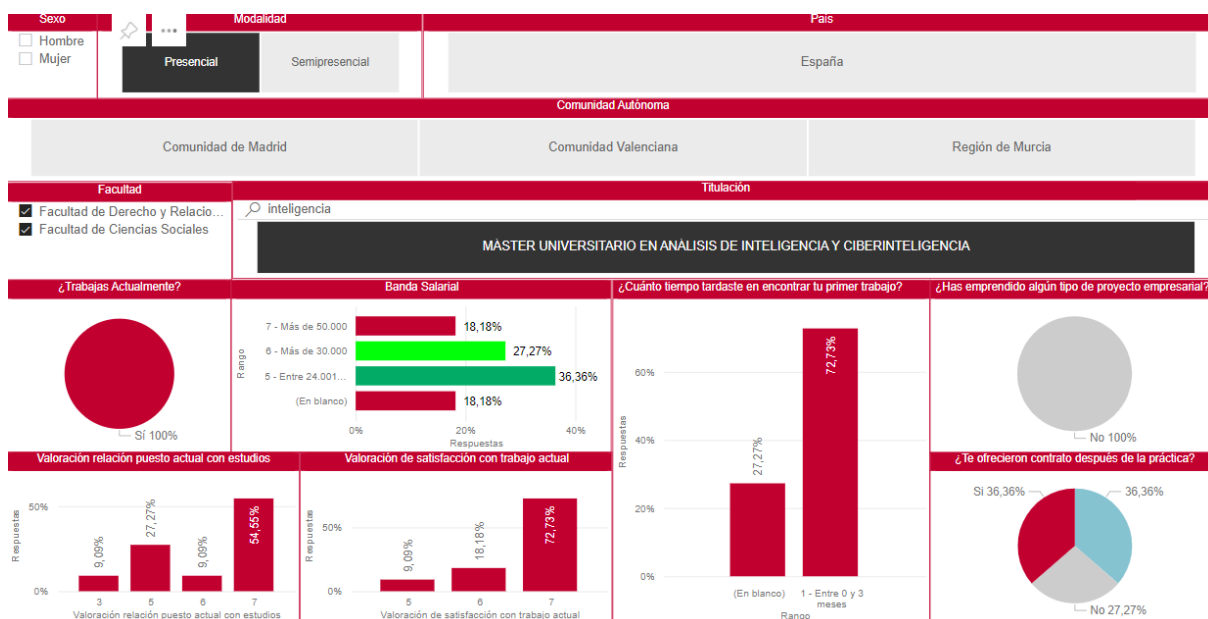 Sexo
Modalidad
País
Hombre
Mujer
Presencial
Semipresencial
España
Comunidad Autónoma
Comunidad de Madrid
Comunidad Valenciana
Región de Murcia
Facultad
Titulación
Facultad de Derecho y Relacio...
Facultad de Ciencias Sociales
inteligencia
MÁSTER UNIVERSITARIO EN ANÁLISIS DE INTELIGENCIA Y CIBERINTELIGENCIA
¿Trabajas Actualmente?
Sí 100%
Banda Salarial
Rango
7 - Más de 50.000
18,18%
6 - Más de 30.000
27,27%
5 - Entre 24.001...
36,36%
(En blanco)
18,18%
0%
20%
40%
Respuestas
¿Cuánto tiempo tardaste en encontrar tu primer trabajo?
Respuestas
60%
40%
20%
0%
27,27%
72,73%
(En blanco)
1 - Entre 0 y 3
meses
Rango
¿Has emprendido algún tipo de proyecto empresarial?
No 100%
Valoración relación puesto actual con estudios
Respuestas
50%
0%
9,09%
27,27%
9,09%
54,55%
3
5
6
7
Valoración relación puesto actual con estudios
Valoración de satisfacción con trabajo actual
Respuestas
50%
0%
9,09%
18,18%
72,73%
5
6
7
Valoración de satisfacción con trabajo actual
¿Te ofrecieron contrato después de la práctica?
Si 36,36%
36,36%
No 27,27%